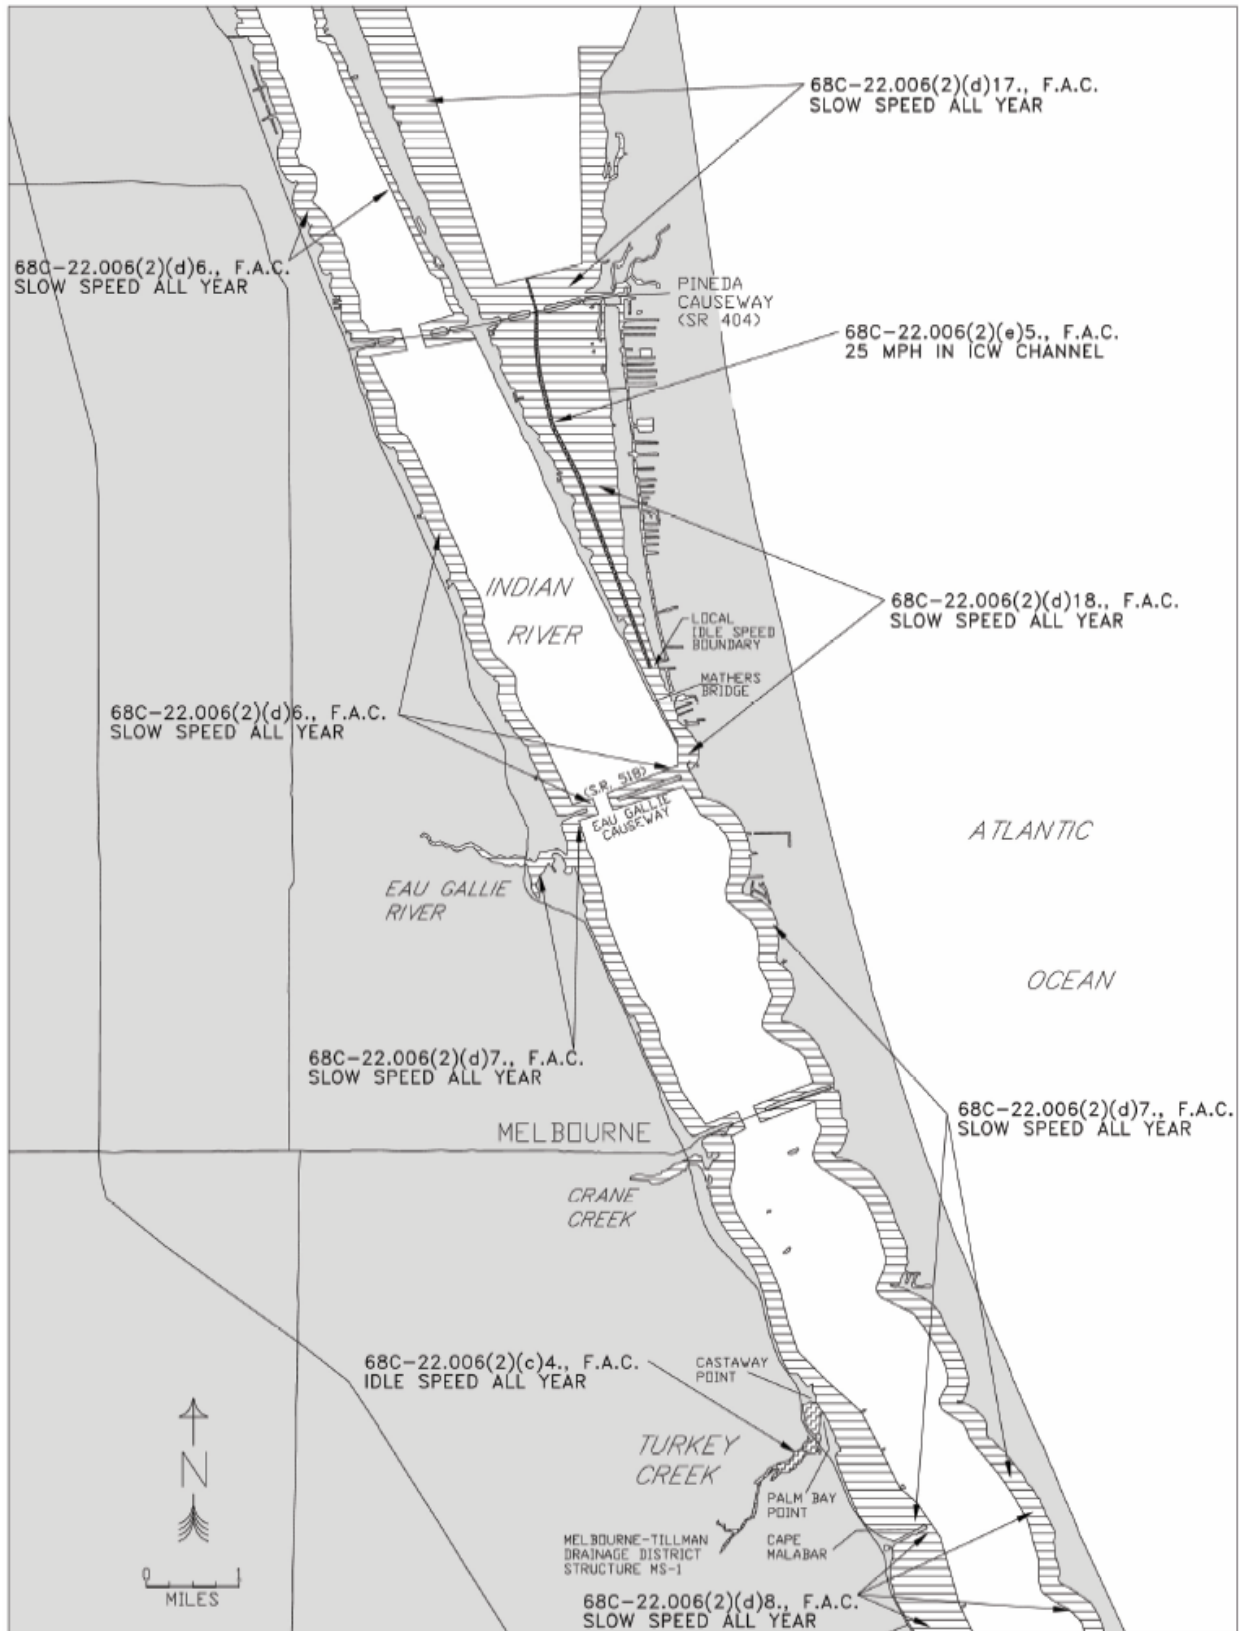 68C-22.006(2)(d)17., F.A.C.
SLOW SPEED ALL YEAR
68C-22.006(2)(d)6., F.A.C.
SLOW SPEED ALL YEAR
PINEDA
CAUSEWAY
(SR 404)
68C-22.006(2)(e)5., F.A.C.
25 MPH IN ICW CHANNEL
INDIAN
RIVER
68C-22.006(2)(d)18., F.A.C.
SLOW SPEED ALL YEAR
LOCAL
IDLE SPEED
BOUNDARY
MATHERS
BRIDGE
68C-22.006(2)(d)6., F.A.C.
SLOW SPEED ALL YEAR
(S.R. 518)
EAU GALLIE
CAUSEWAY
ATLANTIC
OCEAN
EAU GALLIE
RIVER
68C-22.006(2)(d)7., F.A.C.
SLOW SPEED ALL YEAR
68C-22.006(2)(d)7., F.A.C.
SLOW SPEED ALL YEAR
MELBOURNE
CRANE
CREEK
68C-22.006(2)(c)4., F.A.C.
IDLE SPEED ALL YEAR
CASTAWAY
POINT
TURKEY
CREEK
N
PALM BAY
POINT
MELBOURNE-TILLMAN
DRAINAGE DISTRICT
STRUCTURE MS-1
CAPE
MALABAR
0 1
MILES
68C-22.006(2)(d)8., F.A.C.
SLOW SPEED ALL YEAR